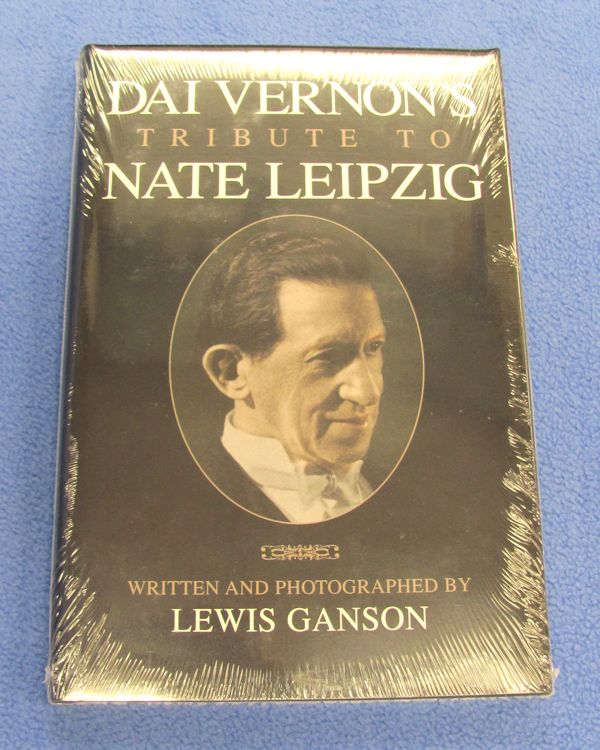 DAI VERNON'S
TRIBUTE TO
NATE LEIPZIG
WRITTEN AND PHOTOGRAPHED BY
LEWIS GANSON